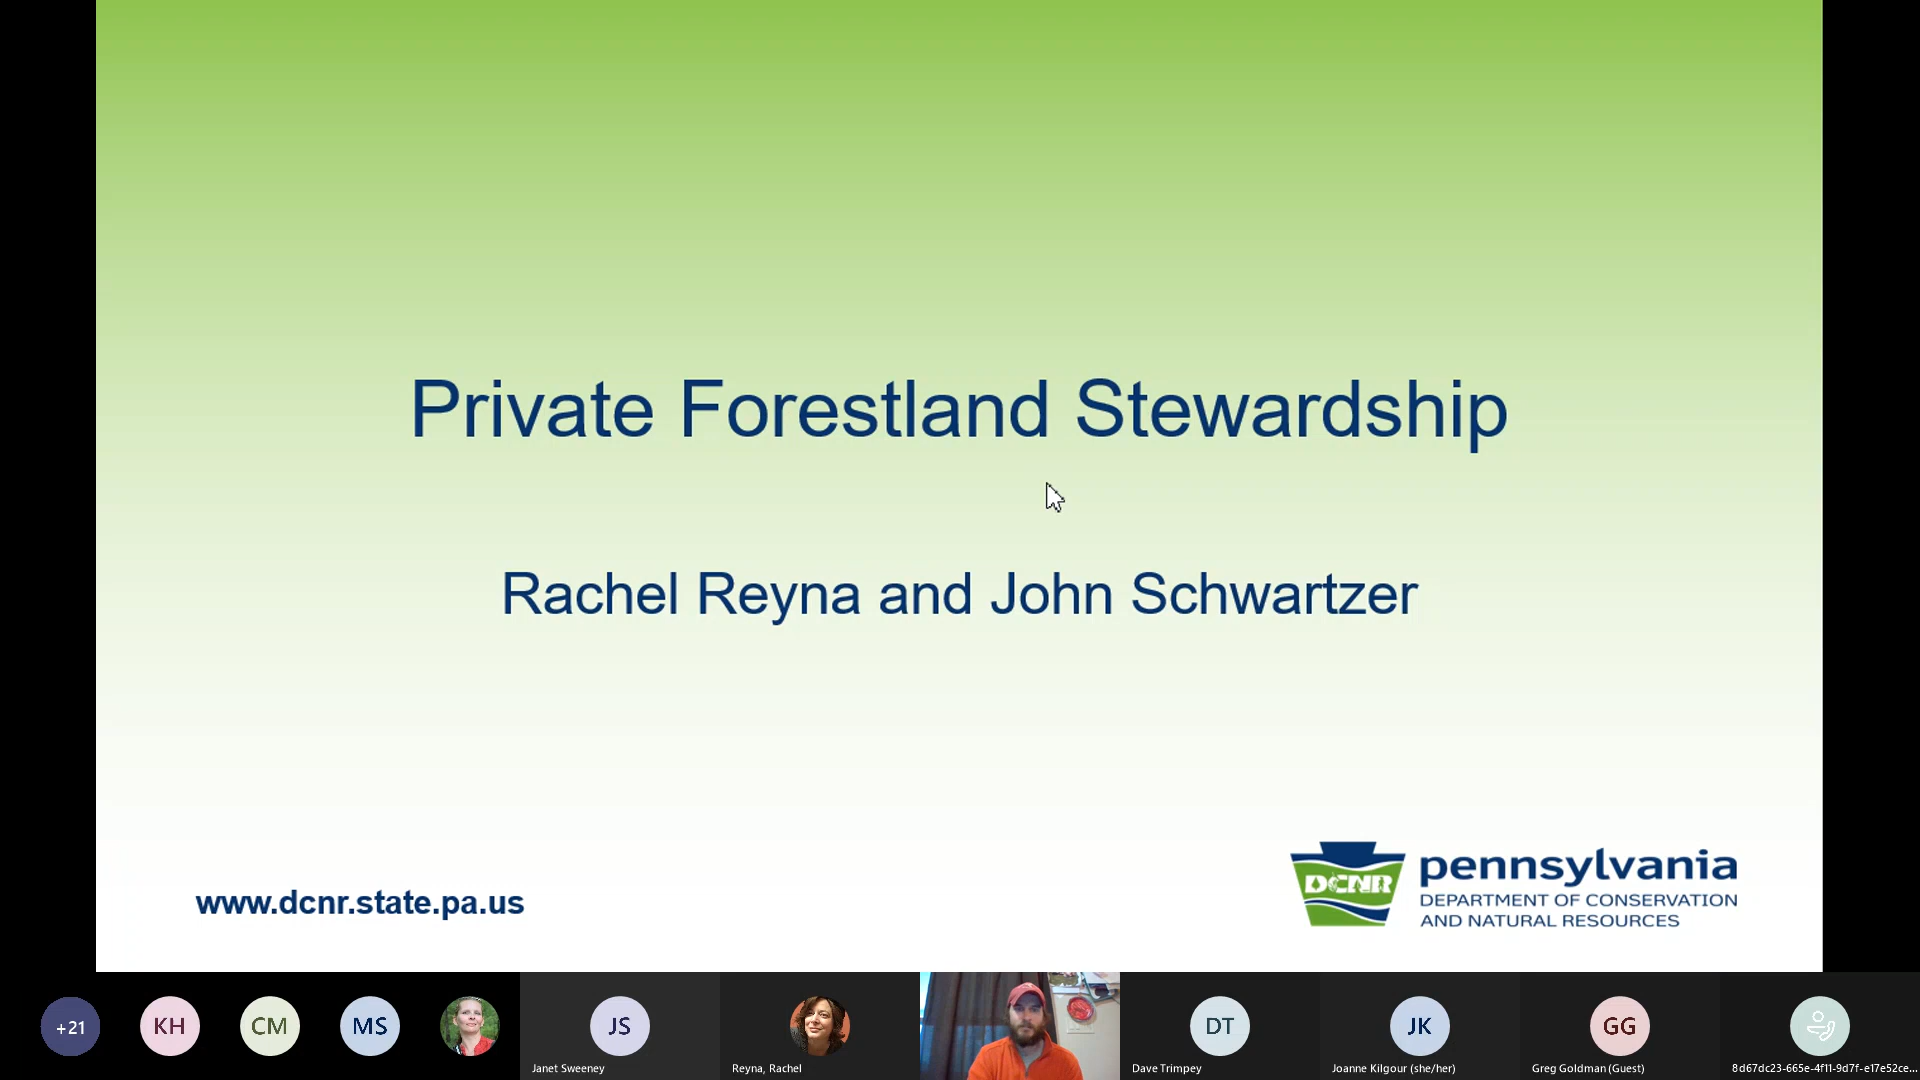 Private Forestland Stewardship
Rachel Reyna and John Schwartzer
www.dcnr.state.pa.us
DCNR
pennsylvania
DEPARTMENT OF CONSERVATION
AND NATURAL RESOURCES
+21
KH
CM
MS
JS
Janet Sweeney
Reyna, Rachel
DT
Dave Trimpey
JK
Joanne Kilgour (she/her)
GG
Greg Goldman (Guest)
8d67dc23-665e-4f11-9d7f-e17e52ce...